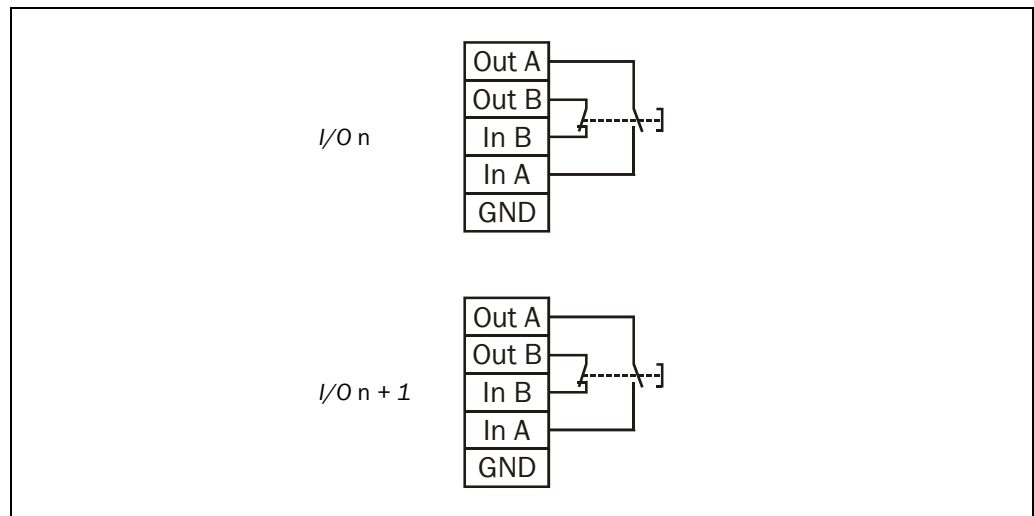 I/O n
Out A
Out B
In B
In A
GND
I/O n + 1
Out A
Out B
In B
In A
GND